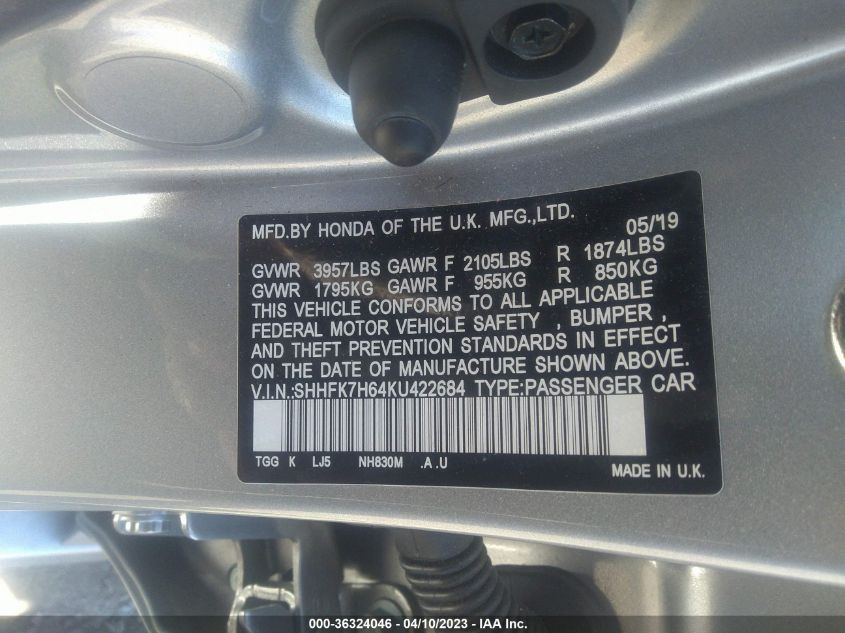 MFD.BY HONDA OF THE U.K. MFG.,LTD. 05/19
GVWR 3957LBS GAWR F 2105LBS R 1874LBS
GVWR 1795KG GAWR F 955KG R 850KG
THIS VEHICLE CONFORMS TO ALL APPLICABLE
FEDERAL MOTOR VEHICLE SAFETY , BUMPER ,
AND THEFT PREVENTION STANDARDS IN EFFECT
ON THE DATE OF MANUFACTURE SHOWN ABOVE.
V.I.N.:SHHFK7H64KU422684 TYPE:PASSENGER CAR
TGG K LJ5 NH830M .A .U
MADE IN U.K.
000-36324046 - 04/10/2023 - IAA Inc.